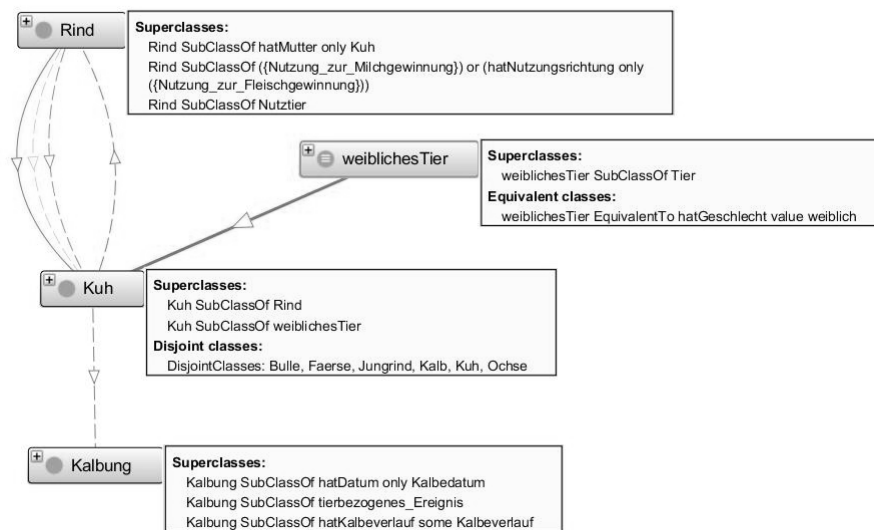 Rind
Superclasses:
Rind SubClassOf hatMutter only Kuh
Rind SubClassOf ({Nutzung_zur_Milchgewinnung}) or (hatNutzungsrichtung only
({Nutzung_zur_Fleischgewinnung}))
Rind SubClassOf Nutztier
weiblichesTier
Superclasses:
weiblichesTier SubClassOf Tier
Equivalent classes:
weiblichesTier EquivalentTo hatGeschlecht value weiblich
Kuh
Superclasses:
Kuh SubClassOf Rind
Kuh SubClassOf weiblichesTier
Disjoint classes:
DisjointClasses: Bulle, Faerse, Jungrind, Kalb, Kuh, Ochse
Kalbung
Superclasses:
Kalbung SubClassOf hatDatum only Kalbedatum
Kalbung SubClassOf tierbezogenes_Ereignis
Kalbung SubClassOf hatKalbeverlauf some Kalbeverlauf